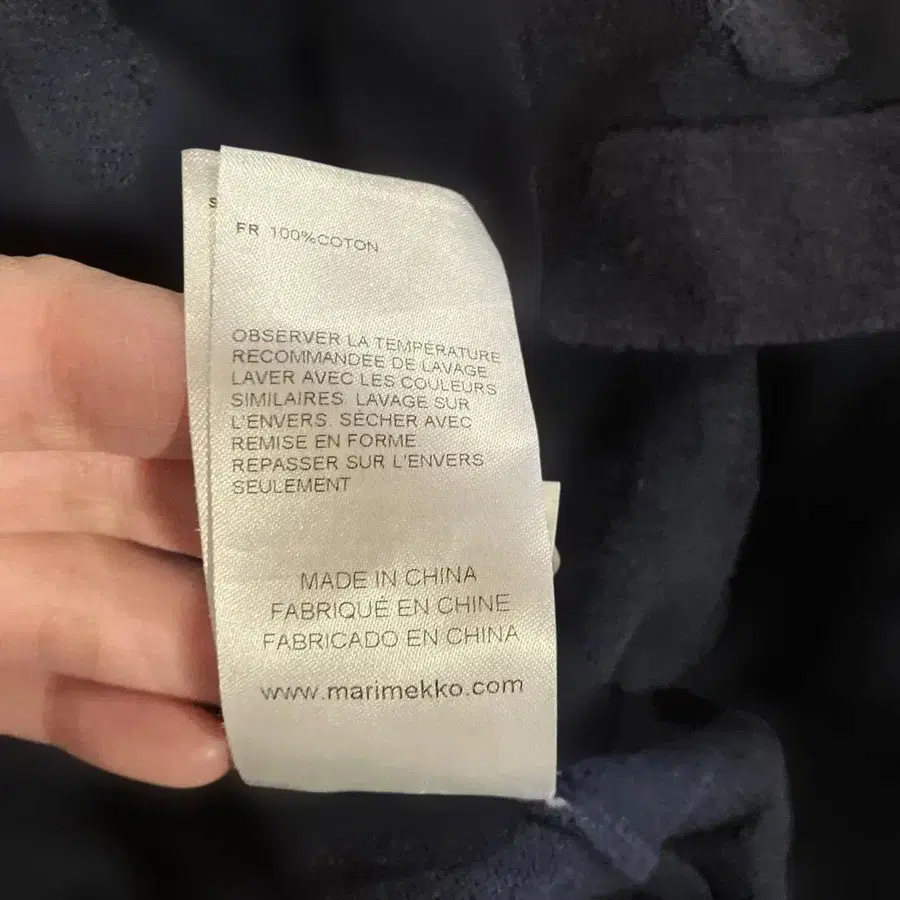 S
FR 100%COTON
OBSERVER LA TEMPÉRATURE
RECOMMANDÉE DE LAVAGE
LAVER AVEC LES COULEURS
SIMILAIRES. LAVAGE SUR
L'ENVERS. SÉCHER AVEC
REMISE EN FORME.
REPASSER SUR L'ENVERS
SEULEMENT
MADE IN CHINA
FABRIQUÉ EN CHINE
FABRICADO EN CHINA
www.marimekko.com